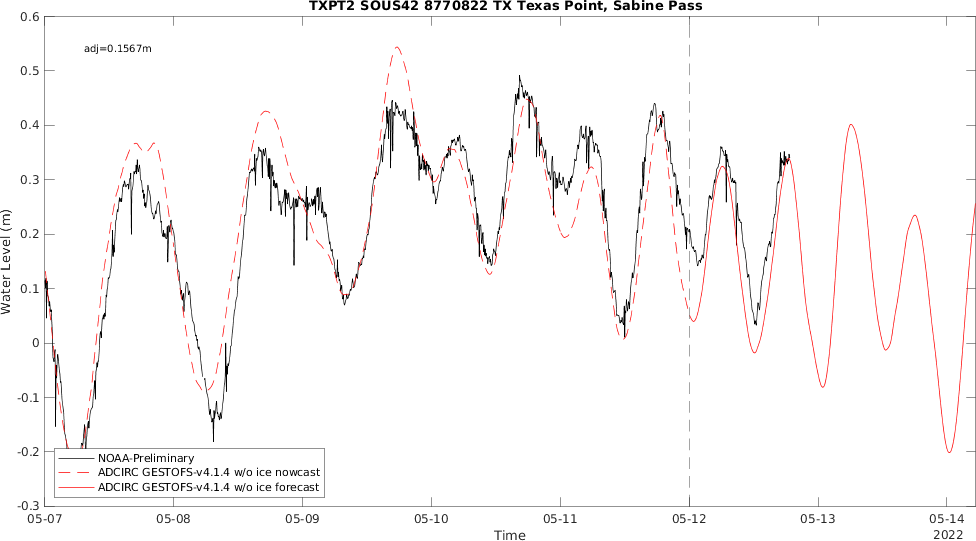 TXPT2 SOUS42 8770822 TX Texas Point, Sabine Pass
adj=0.1567m
0.6
0.5
0.4
0.3
0.2
0.1
0
-0.1
-0.2
-0.3
Water Level (m)
NOAA-Preliminary
ADCIRC GESTOFS-v4.1.4 w/o ice nowcast
ADCIRC GESTOFS-v4.1.4 w/o ice forecast
05-07 05-08 05-09 05-10 05-11 05-12 05-13 05-14
Time
2022